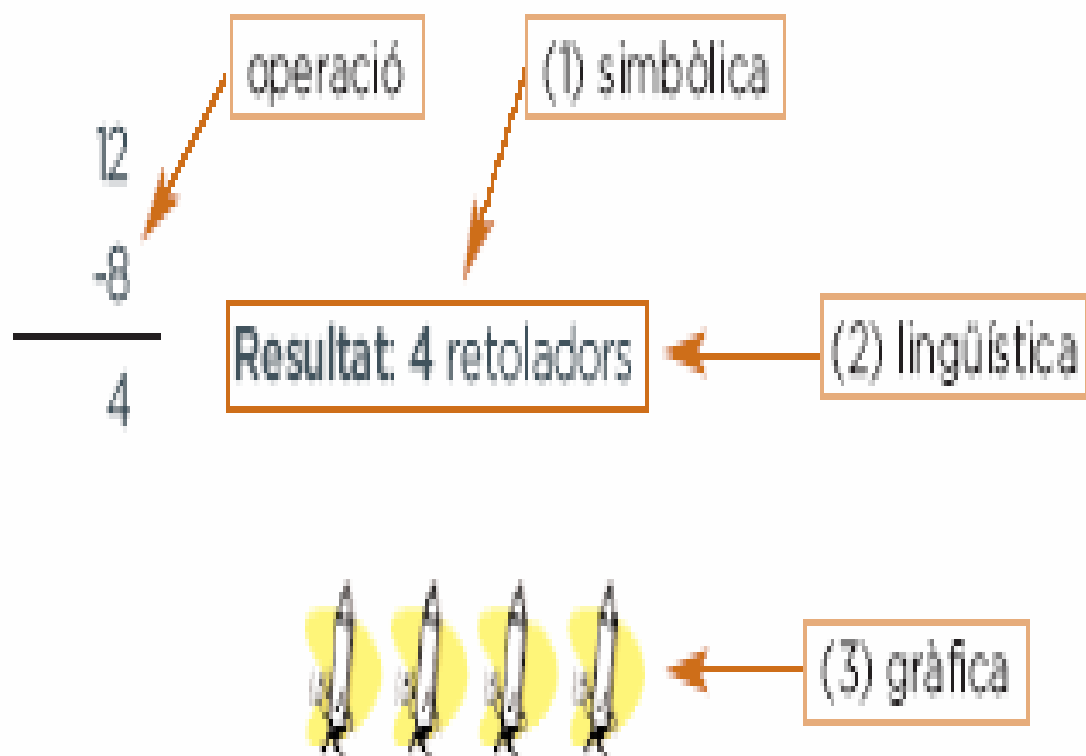 operació
(1) simbòlica
12
-8
4
Resultat: 4 retoladors
(2) lingüística
(3) gràfica